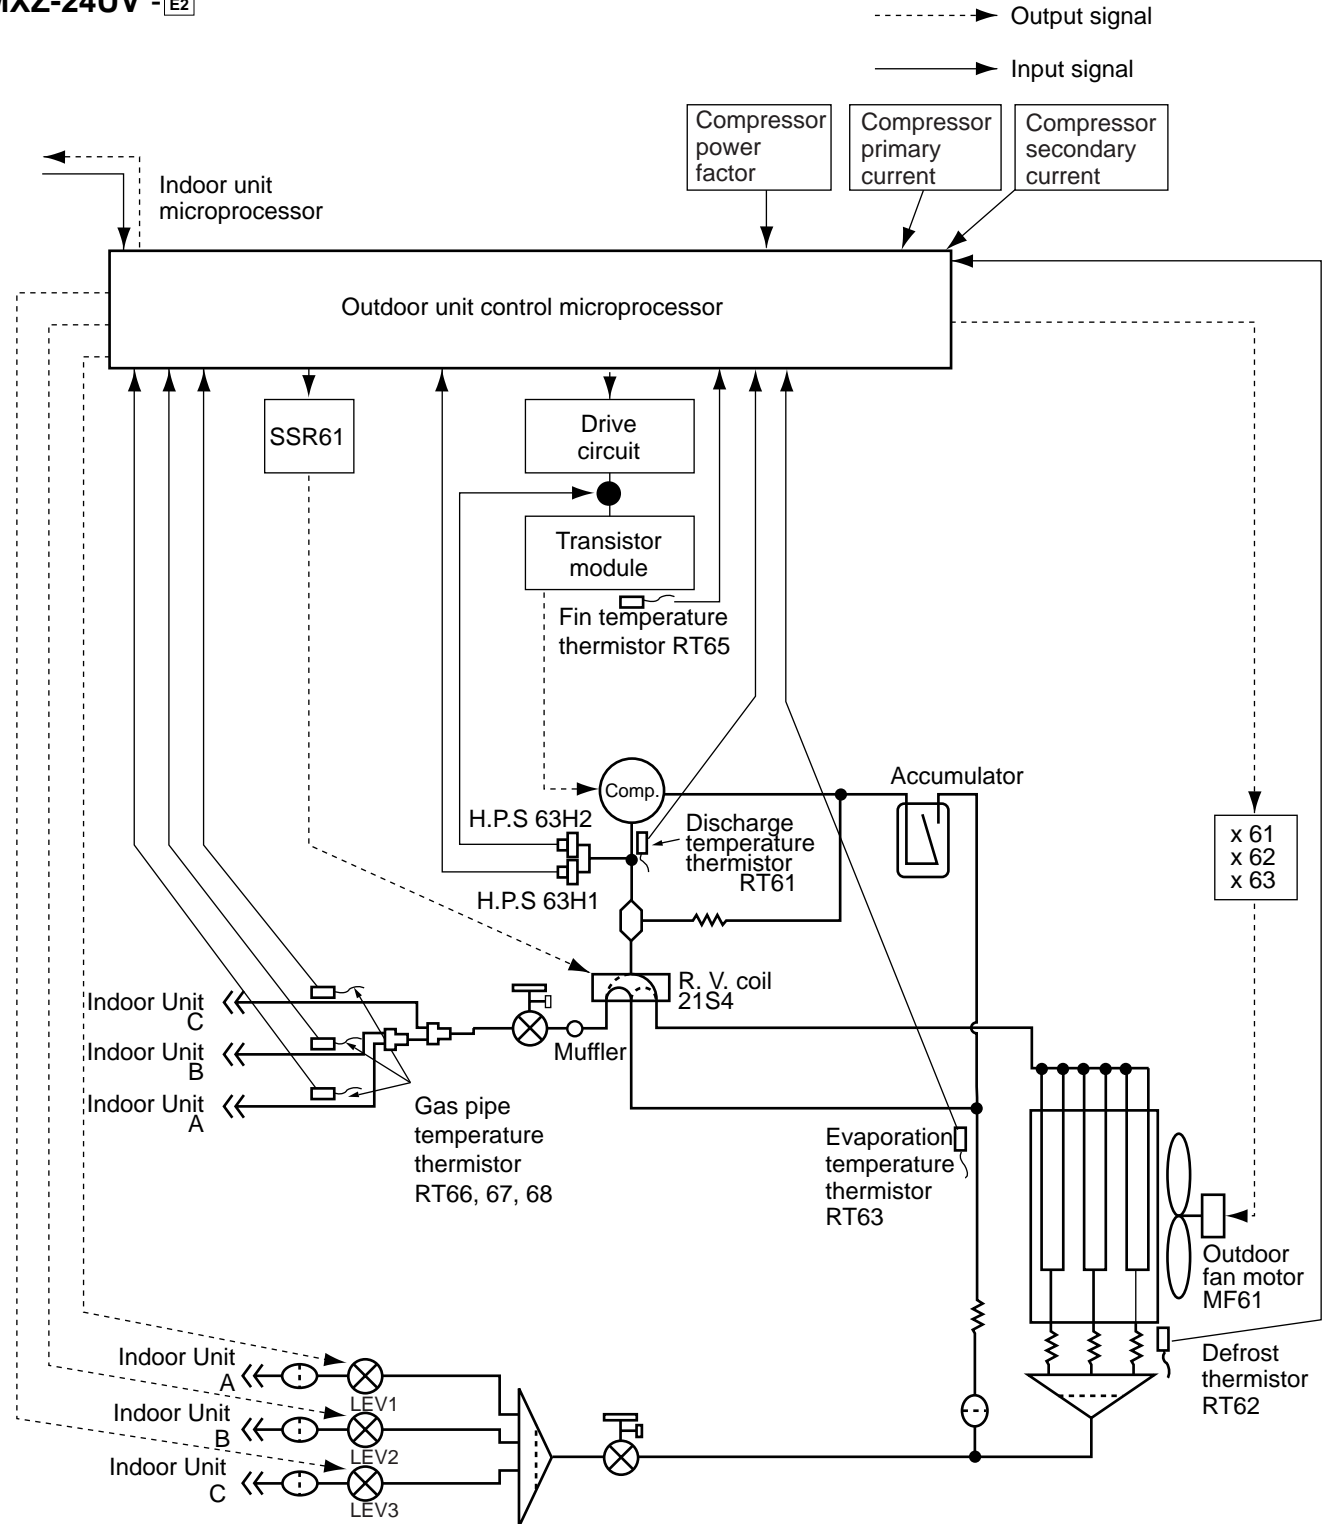 MXZ-24UV - E2
Output signal
Input signal
Compressor
power
factor
Compressor
primary
current
Compressor
secondary
current
Indoor unit
microprocessor
Outdoor unit control microprocessor
SSR61
Drive
circuit
Transistor
module
Fin temperature
thermistor RT65
Comp.
Accumulator
H.P.S 63H2
Discharge
temperature
thermistor
RT61
H.P.S 63H1
x 61
x 62
x 63
R. V. coil
21S4
Indoor Unit
C
Muffler
Indoor Unit
B
Indoor Unit
A
Gas pipe
temperature
thermistor
RT66, 67, 68
Evaporation
temperature
thermistor
RT63
Outdoor
fan motor
MF61
Defrost
thermistor
RT62
Indoor Unit
A
LEV1
Indoor Unit
B
LEV2
Indoor Unit
C
LEV3